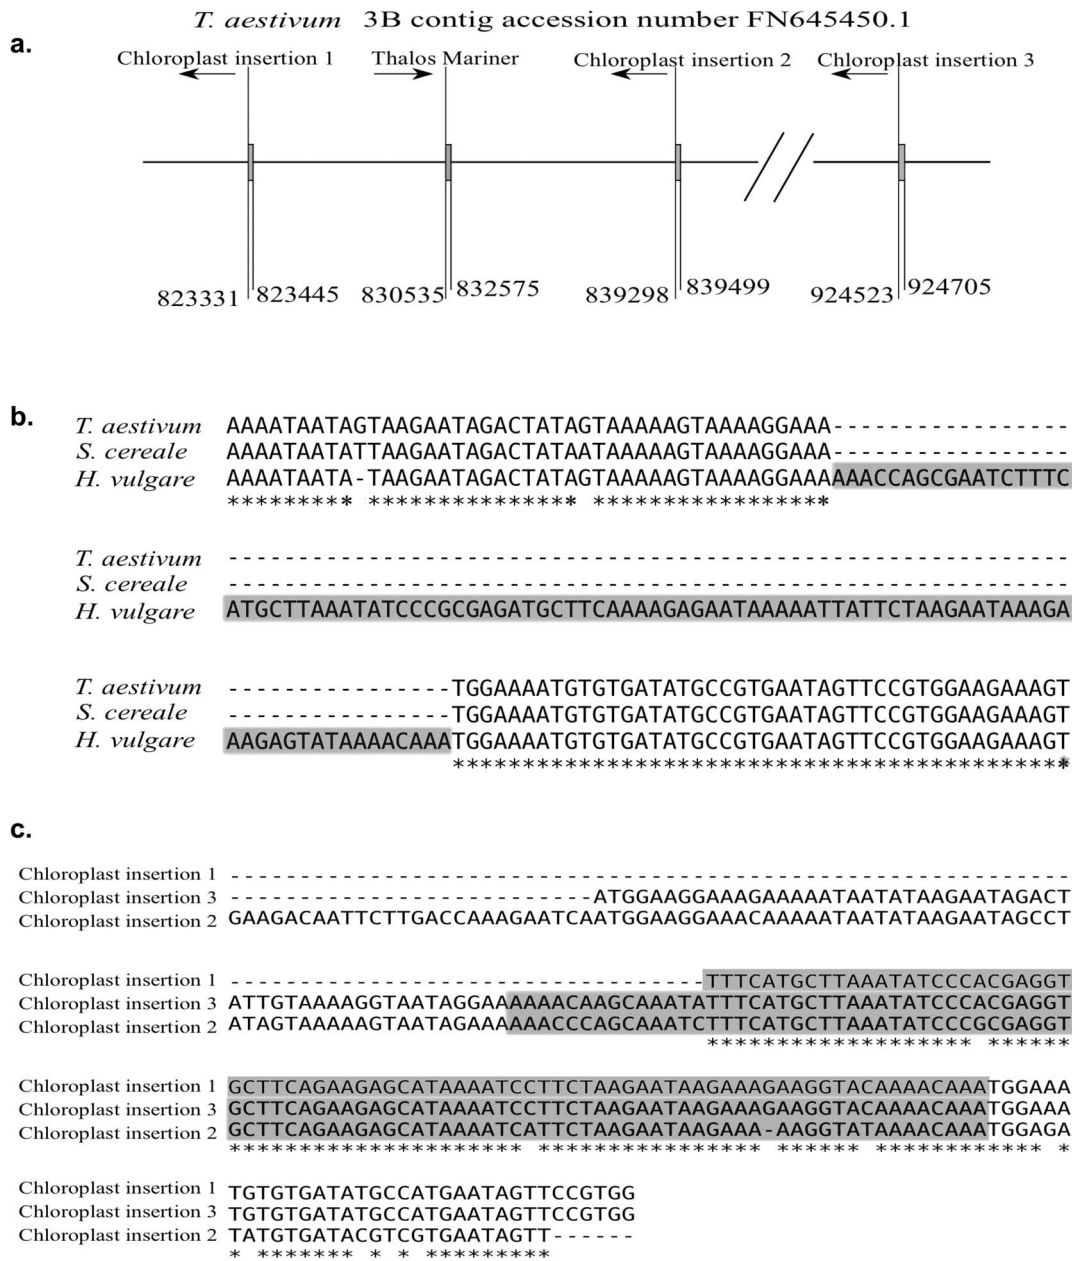 T. aestivum 3B contig accession number FN645450.1
a.
Chloroplast insertion 1 Thalos Mariner Chloroplast insertion 2 Chloroplast insertion 3
823331 823445 830535 832575 839298 839499 924523 924705
b.
T. aestivum AAAATAATAGTAAGAATAGACTATAGTAAAAAGTAAAAGGAAA-----------------
S. cereale AAAATAATATTAAGAATAGACTATAATAAAAAGTAAAAGGAAA-----------------
H. vulgare AAAATAATA-TAAGAATAGACTATAGTAAAAAGTAAAAGGAAAAAACCAGCGAATCTTTC
********* *************** *****************
T. aestivum ------------------------------------------------------------
S. cereale ------------------------------------------------------------
H. vulgare ATGCTTAAATATCCCGCGAGATGCTTCAAAAGAGAATAAAAATTATTCTAAGAATAAAGA
T. aestivum ----------------TGGAAAATGTGTGATATGCCGTGAATAGTTCCGTGGAAGAAAGT
S. cereale ----------------TGGAAAATGTGTGATATGCCGTGAATAGTTCCGTGGAAGAAAGT
H. vulgare AAGAGTATAAAACAAATGGAAAATGTGTGATATGCCGTGAATAGTTCCGTGGAAGAAAGT
********************************************
c.
Chloroplast insertion 1 ------------------------------------------------------------
Chloroplast insertion 3 --------------------------ATGGAAGGAAAGAAAAATAATATAAGAATAGACT
Chloroplast insertion 2 GAAGACAATTCTTGACCAAAGAATCAATGGAAGGAAACAAAAATAATATAAGAATAGCCT
Chloroplast insertion 1 ----------------------------------TTTCATGCTTAAATATCCCACGAGGT
Chloroplast insertion 3 ATTGTAAAAGGTAATAGGAAAAAACAAGCAAATATTTCATGCTTAAATATCCCACGAGGT
Chloroplast insertion 2 ATAGTAAAAAGTAATAGAAAAAACCCAGCAAATCTTTCATGCTTAAATATCCCGCGAGGT
******************* ******
Chloroplast insertion 1 GCTTCAGAAGAGCATAAAATCCTTCTAAGAATAAGAAAGAAGGTACAAAACAAATGGAAA
Chloroplast insertion 3 GCTTCAGAAGAGCATAAAATCCTTCTAAGAATAAGAAAGAAGGTACAAAACAAATGGAAA
Chloroplast insertion 2 GCTTCAGAAGAGCATAAAATCATTCTAAGAATAAGAAA-AAGGTATAAAACAAATGGAGA
********************* **************** ****** ************ *
Chloroplast insertion 1 TGTGTGATATGCCATGAATAGTTCCGTGG
Chloroplast insertion 3 TGTGTGATATGCCATGAATAGTTCCGTGG
Chloroplast insertion 2 TATGTGATACGTCGTGAATAGTT------
* ******* * * *********